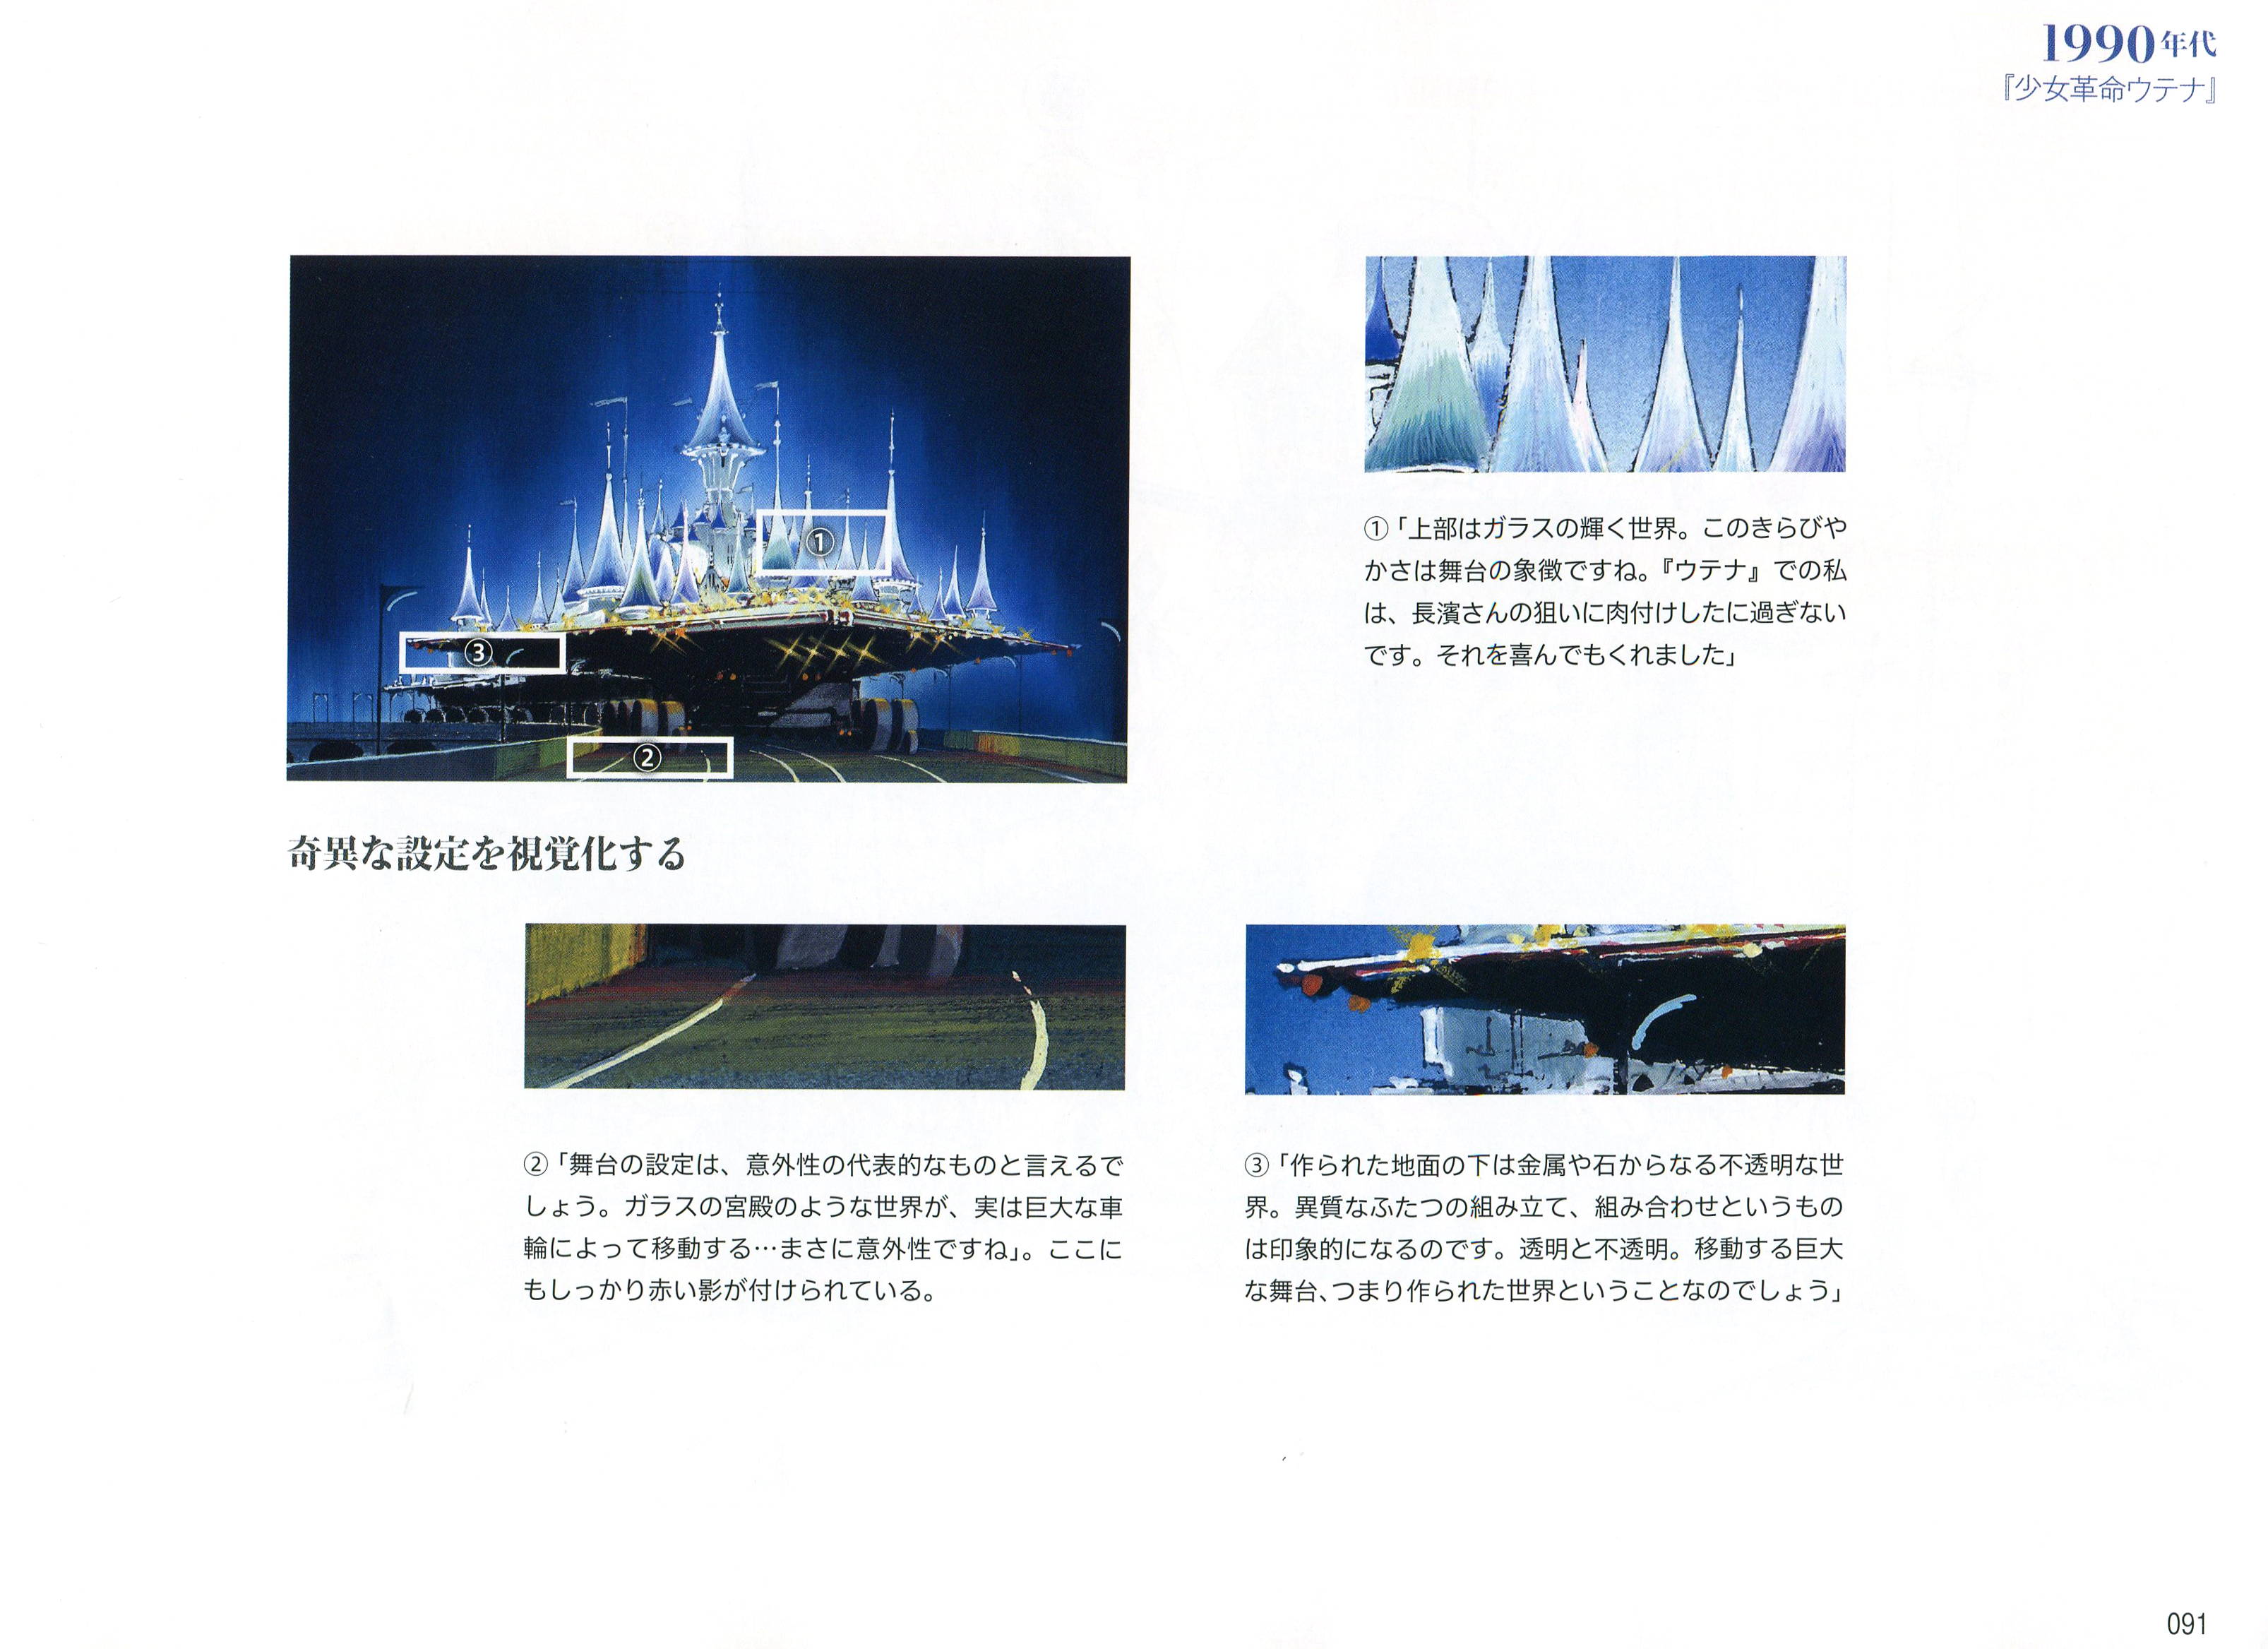 1990年代
『少女革命ウテナ』
①
③
②
①「上部はガラスの輝く世界。このきらびや
かさは舞台の象徴ですね。『ウテナ』での私
は、長濱さんの狙いに肉付けしたに過ぎない
です。それを喜んでもくれました」
奇異な設定を視覚化する
②「舞台の設定は、意外性の代表的なものと言えるで
しょう。ガラスの宮殿のような世界が、実は巨大な車
輪によって移動する…まさに意外性ですね」。ここに
もしっかり赤い影が付けられている。
③「作られた地面の下は金属や石からなる不透明な世
界。異質なふたつの組み立て、組み合わせというもの
は印象的になるのです。透明と不透明。移動する巨大
な舞台、つまり作られた世界ということなのでしょう」
091